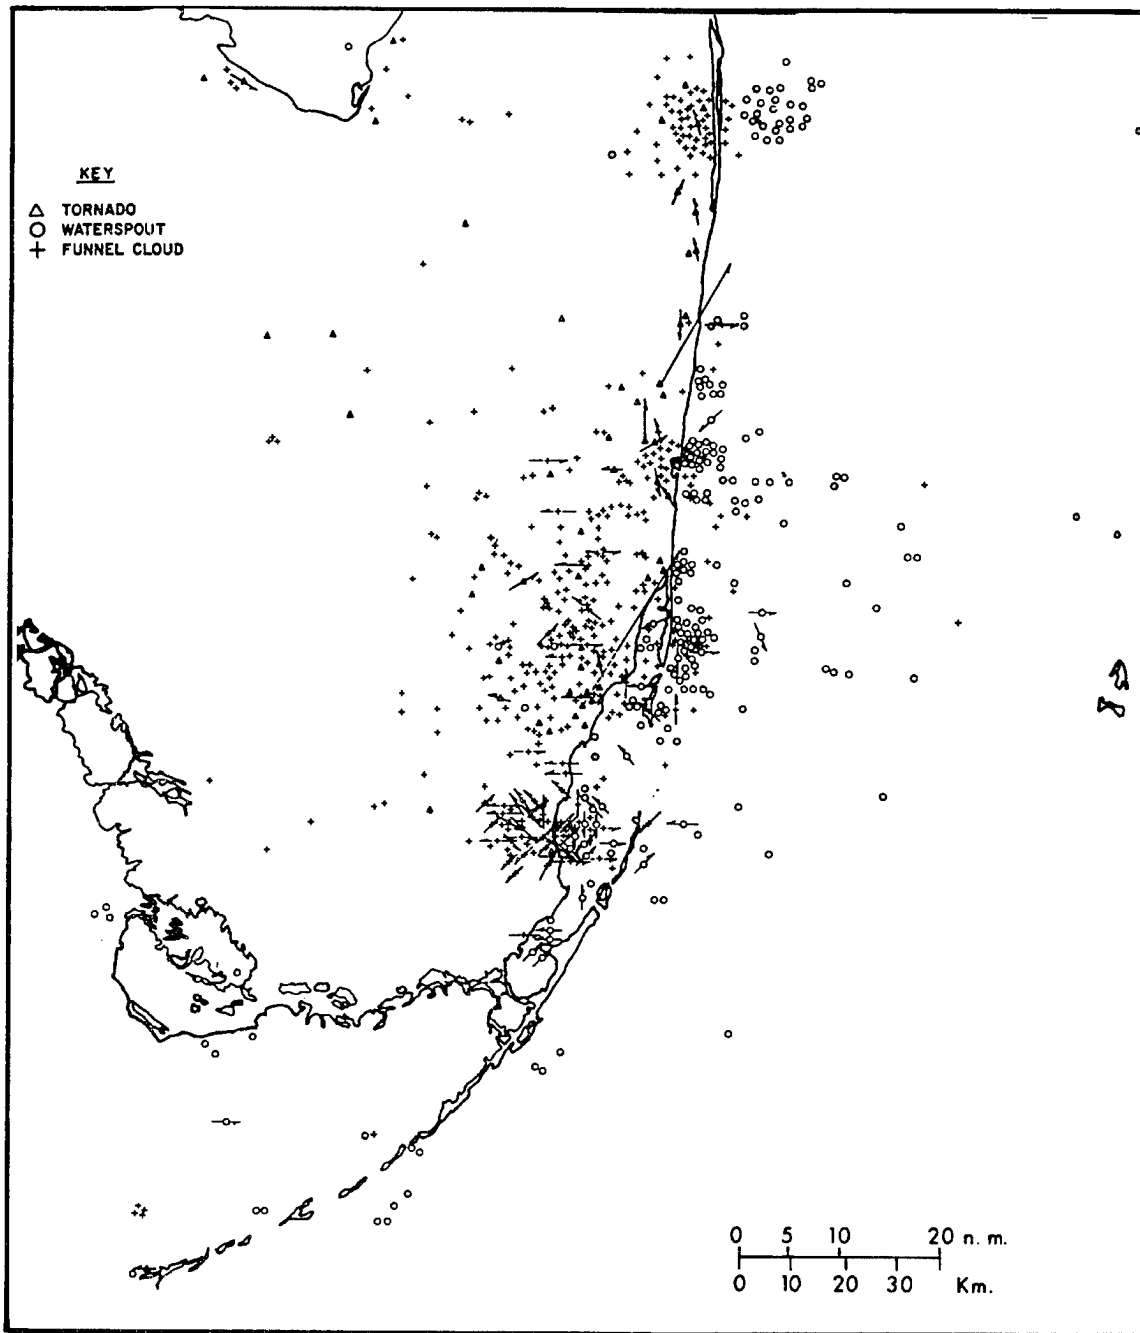 KEY
△ TORNADO
○ WATERSPOUT
+ FUNNEL CLOUD
0 5 10 20 n. m.
0 10 20 30 Km.